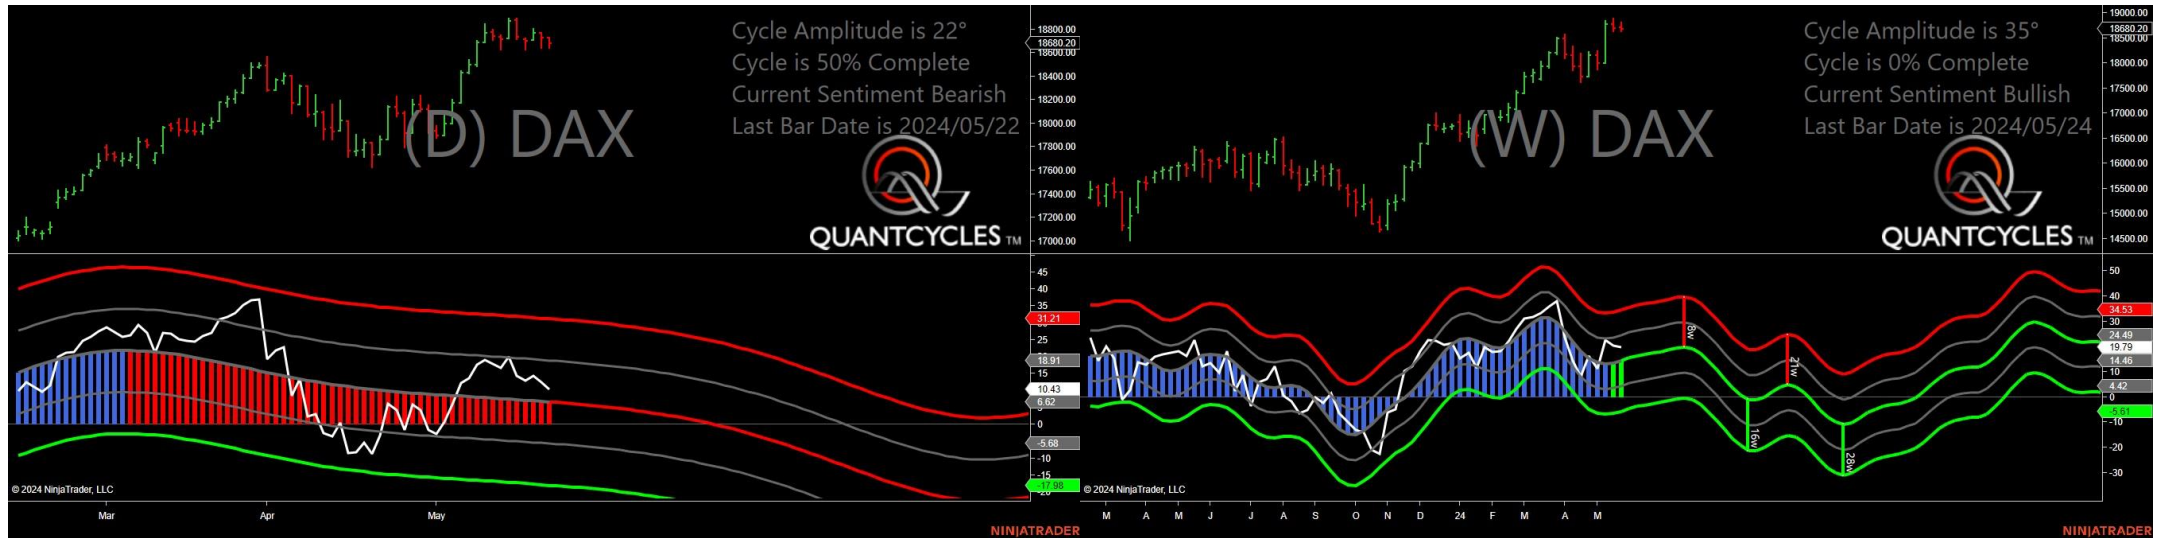 Cycle Amplitude is 22°
Cycle is 50% Complete
Current Sentiment Bearish
Last Bar Date is 2024/05/22
(D) DAX
QUANTCYCLES TM
18800.00
18680.20
18600.00
18400.00
18200.00
18000.00
17800.00
17600.00
17400.00
17200.00
17000.00
45
40
35
31.21
25
18.91
15
10.43
6.62
0
-5.68
-10
-15
-17.98
© 2024 NinjaTrader, LLC
Mar Apr May
NINJATRADER
Cycle Amplitude is 35°
Cycle is 0% Complete
Current Sentiment Bullish
Last Bar Date is 2024/05/24
(W) DAX
QUANTCYCLES TM
19000.00
18680.20
18500.00
18000.00
17500.00
17000.00
16500.00
16000.00
15500.00
15000.00
14500.00
50
40
34.53
30
24.49
19.79
14.46
10
4.42
0
-5.61
-10
-20
-30
8w
16w
21w
28w
© 2024 NinjaTrader, LLC
M A M J J A S O N D 24 F M A M
NINJATRADER